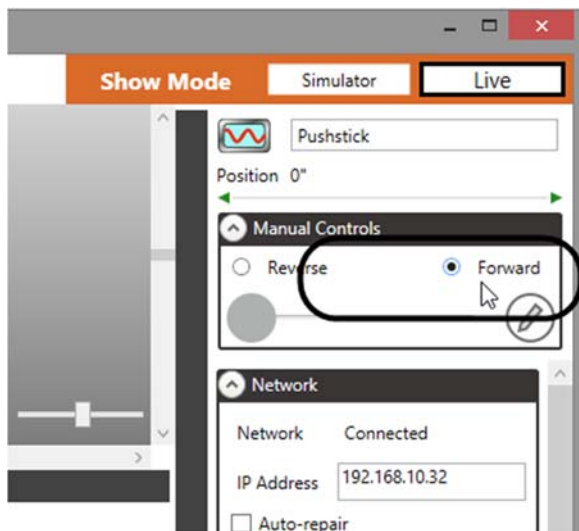 Show Mode Simulator Live
Pushstick
Position 0"
Manual Controls
Reverse Forward
Network
Network Connected
IP Address 192.168.10.32
Auto-repair